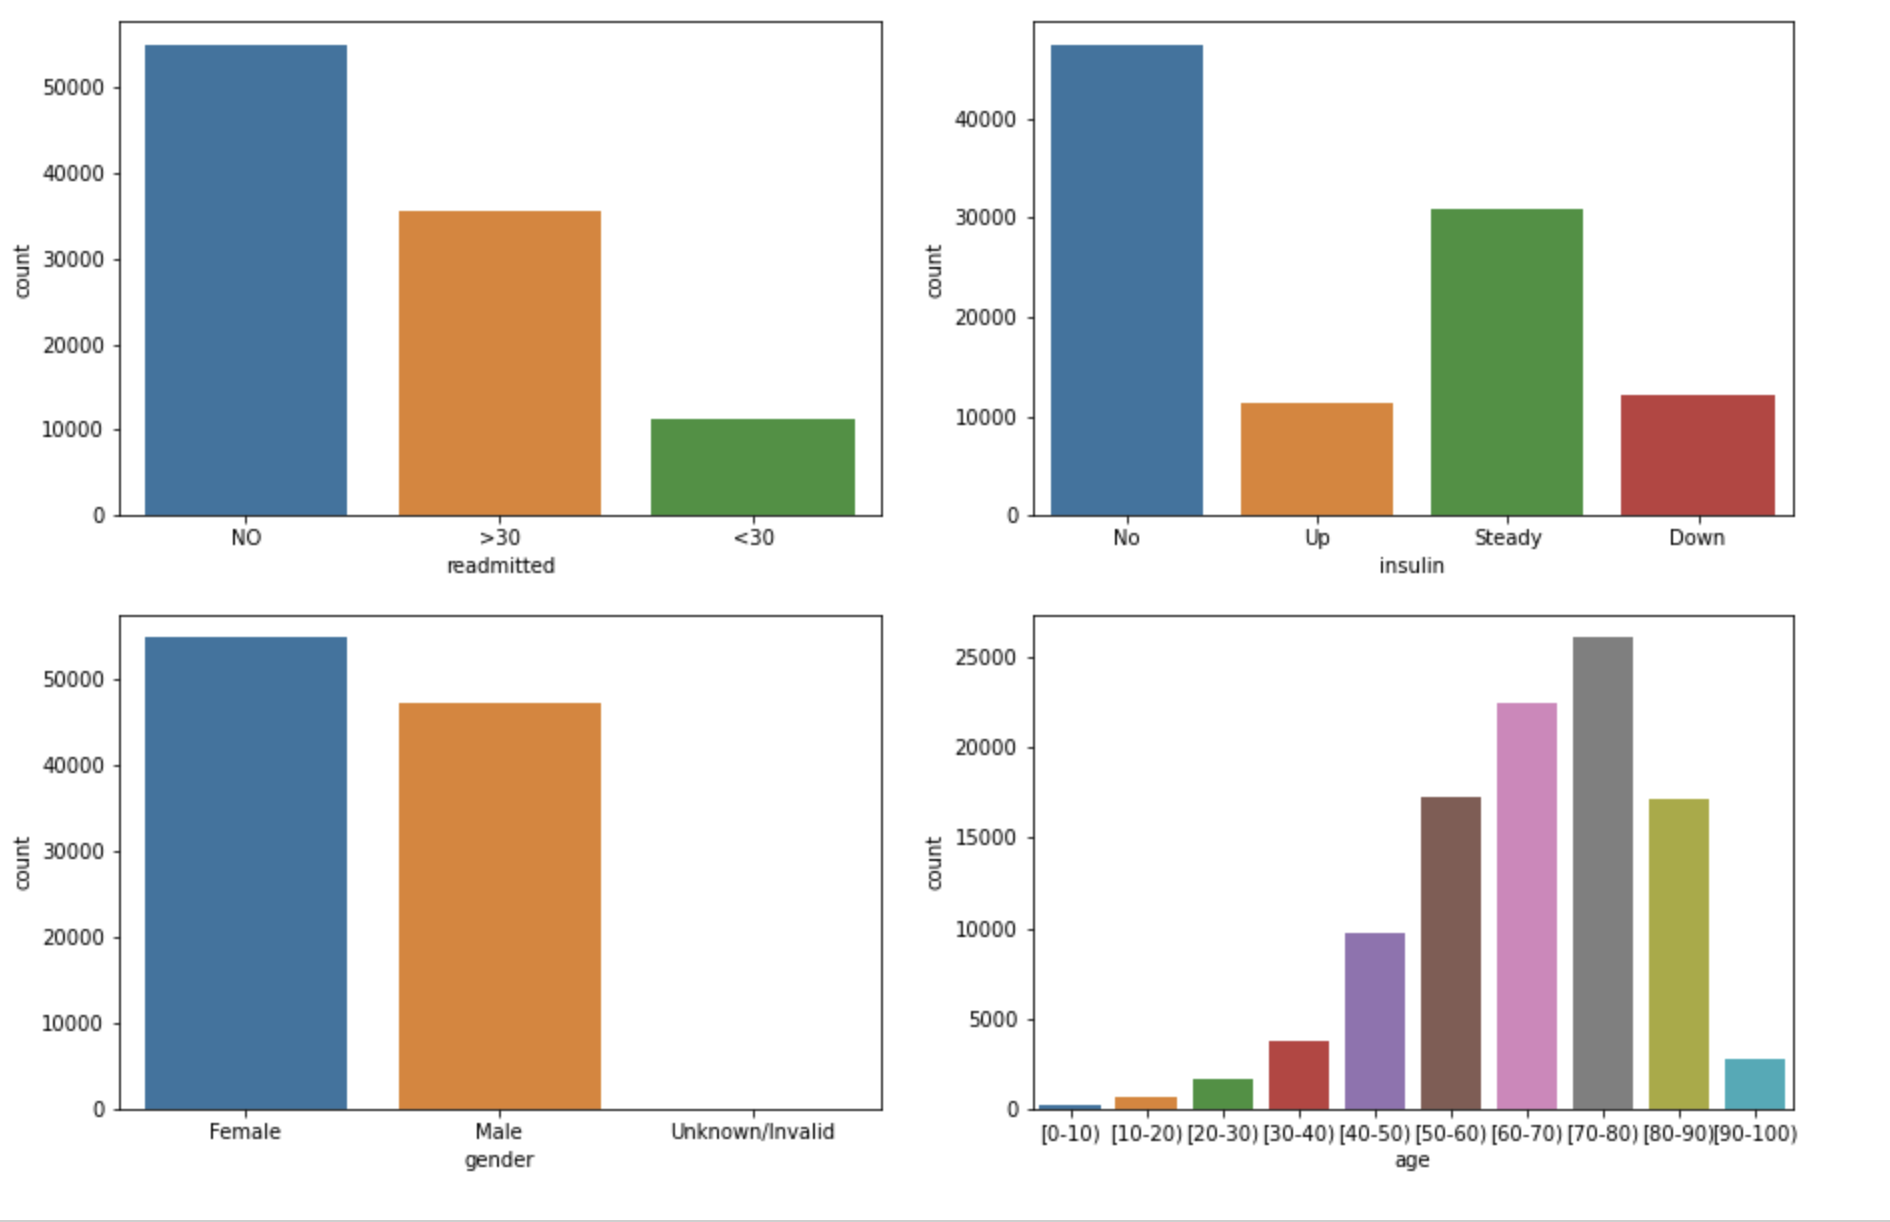 50000
40000
30000
20000
10000
0
count
NO >30 <30
readmitted
40000
30000
20000
10000
0
count
No Up Steady Down
insulin
50000
40000
30000
20000
10000
0
count
Female Male Unknown/Invalid
gender
25000
20000
15000
10000
5000
0
count
[0-10) [10-20) [20-30) [30-40) [40-50) [50-60) [60-70) [70-80) [80-90) [90-100)
age